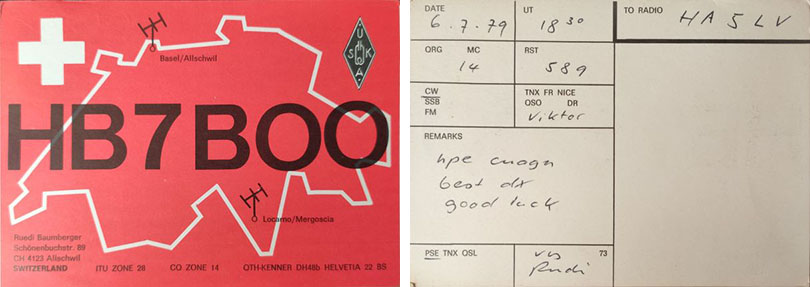 USKA
Basel/Allschwil
HB7BOO
Locarno/Mergoscia
Ruedi Baumberger
Schönenbuchstr. 89
CH 4123 Allschwil
SWITZERLAND ITU ZONE 28 CQ ZONE 14 QTH-KENNER DH48b HELVETIA 22 BS
DATE
6.7.79
UT
18 30
TO RADIO HA5LV
QRG MC
14
RST
589
CW
SSB
FM
TNX FR NICE
QSO DR
Viktor
REMARKS
hpe cuagn
best dx
good luck
PSE TNX QSL
vy 73
Rudi